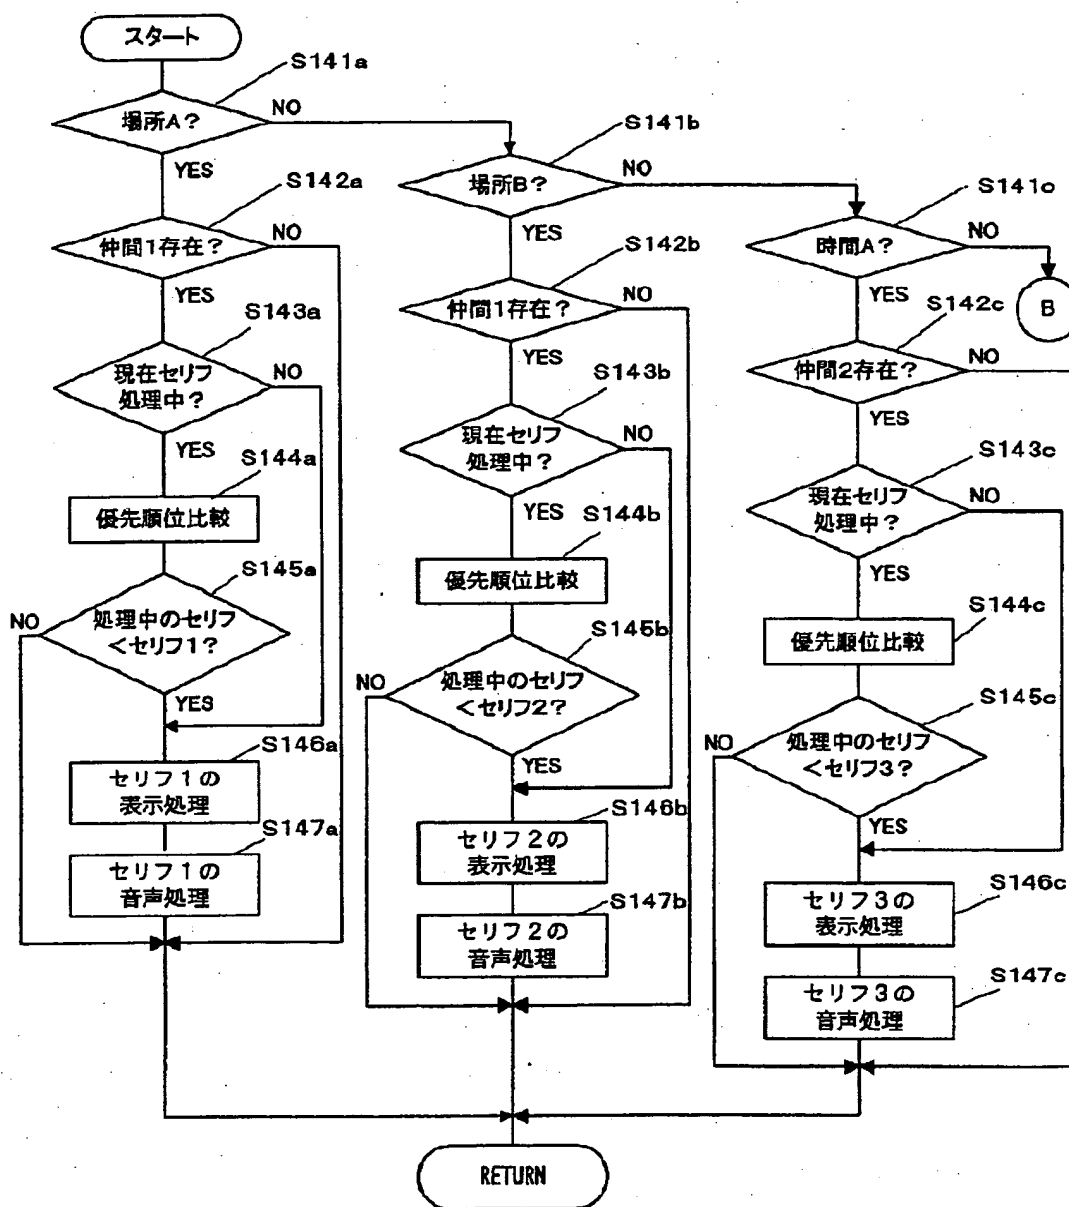 スタート
S141a
場所A?
NO
YES
S142a
仲間1存在?
NO
YES
S143a
現在セリフ
処理中?
NO
YES
S144a
優先順位比較
S145a
処理中のセリフ
<セリフ1?
NO
YES
S146a
セリフ1の
表示処理
S147a
セリフ1の
音声処理
S141b
場所B?
NO
YES
S142b
仲間1存在?
NO
YES
S143b
現在セリフ
処理中?
NO
YES
S144b
優先順位比較
S145b
処理中のセリフ
<セリフ2?
NO
YES
S146b
セリフ2の
表示処理
S147b
セリフ2の
音声処理
S141c
時間A?
NO
B
YES
S142c
仲間2存在?
NO
YES
S143c
現在セリフ
処理中?
NO
YES
S144c
優先順位比較
S145c
処理中のセリフ
<セリフ3?
NO
YES
S146c
セリフ3の
表示処理
S147c
セリフ3の
音声処理
RETURN